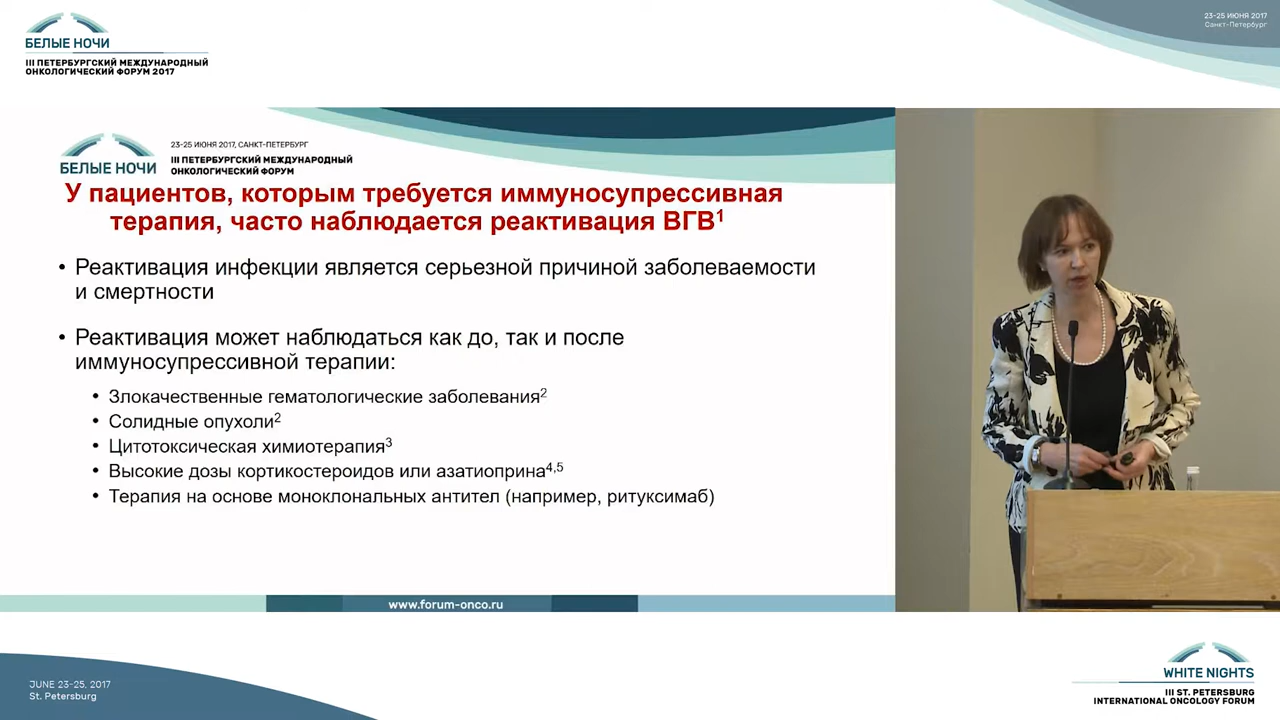 БЕЛЫЕ НОЧИ
III ПЕТЕРБУРГСКИЙ МЕЖДУНАРОДНЫЙ
ОНКОЛОГИЧЕСКИЙ ФОРУМ 2017
23-25 ИЮНЯ 2017
Санкт-Петербург
БЕЛЫЕ НОЧИ
23-25 ИЮНЯ 2017, САНКТ-ПЕТЕРБУРГ
III ПЕТЕРБУРГСКИЙ МЕЖДУНАРОДНЫЙ
ОНКОЛОГИЧЕСКИЙ ФОРУМ
У пациентов, которым требуется иммуносупрессивная
терапия, часто наблюдается реактивация ВГВ¹
• Реактивация инфекции является серьезной причиной заболеваемости
и смертности
• Реактивация может наблюдаться как до, так и после
иммуносупрессивной терапии:
• Злокачественные гематологические заболевания²
• Солидные опухоли²
• Цитотоксическая химиотерапия³
• Высокие дозы кортикостероидов или азатиоприна⁴,⁵
• Терапия на основе моноклональных антител (например, ритуксимаб)
www.forum-onco.ru
JUNE 23-25, 2017
St. Petersburg
WHITE NIGHTS
III ST. PETERSBURG
INTERNATIONAL ONCOLOGY FORUM